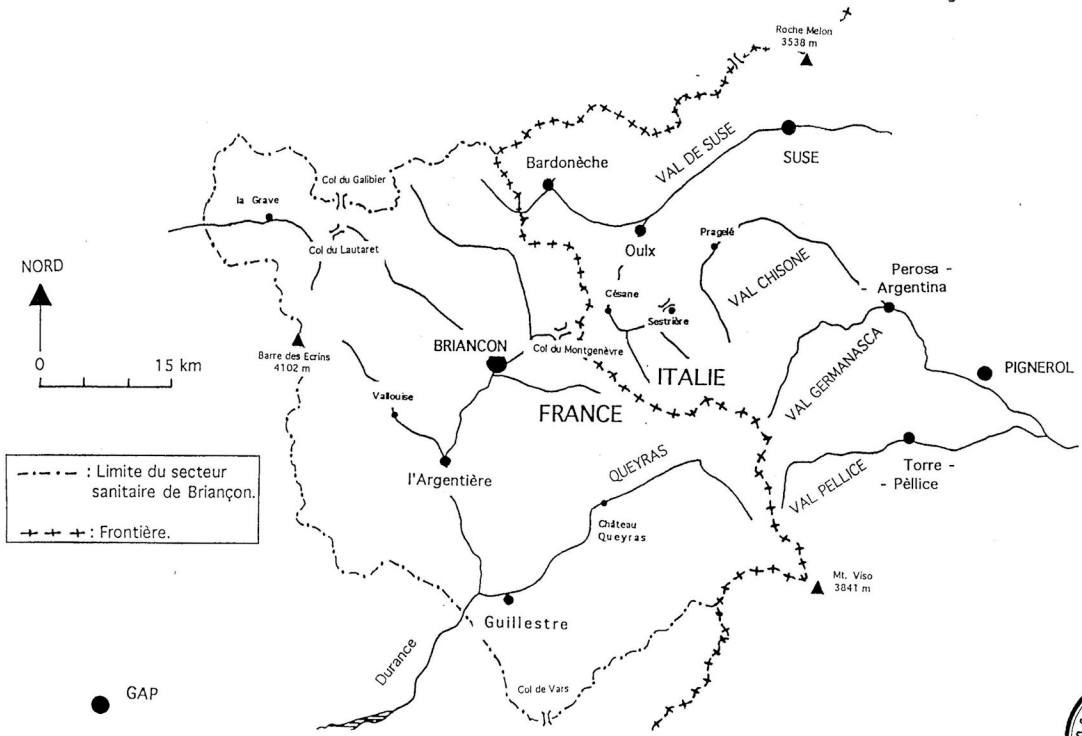 Roche Melon
3538 m
Bardonèche
VAL DE SUSE
SUSE
Col du Galibier
la Grave
Col du Lautaret
Oulx
Pragelé
NORD
Césane
VAL CHISONE
Perosa -
- Argentina
Sestrière
0 15 km
Barre des Ecrins
4102 m
BRIANCON
Col du Montgenèvre
ITALIE
PIGNEROL
Vallouise
FRANCE
VAL GERMANASCA
l'Argentière
QUEYRAS
VAL PELLICE
Torre -
- Pèllice
: Limite du secteur
sanitaire de Briançon.
: Frontière.
Château
Queyras
Mt. Viso
3841 m
Guillestre
Durance
Col de Vars
GAP